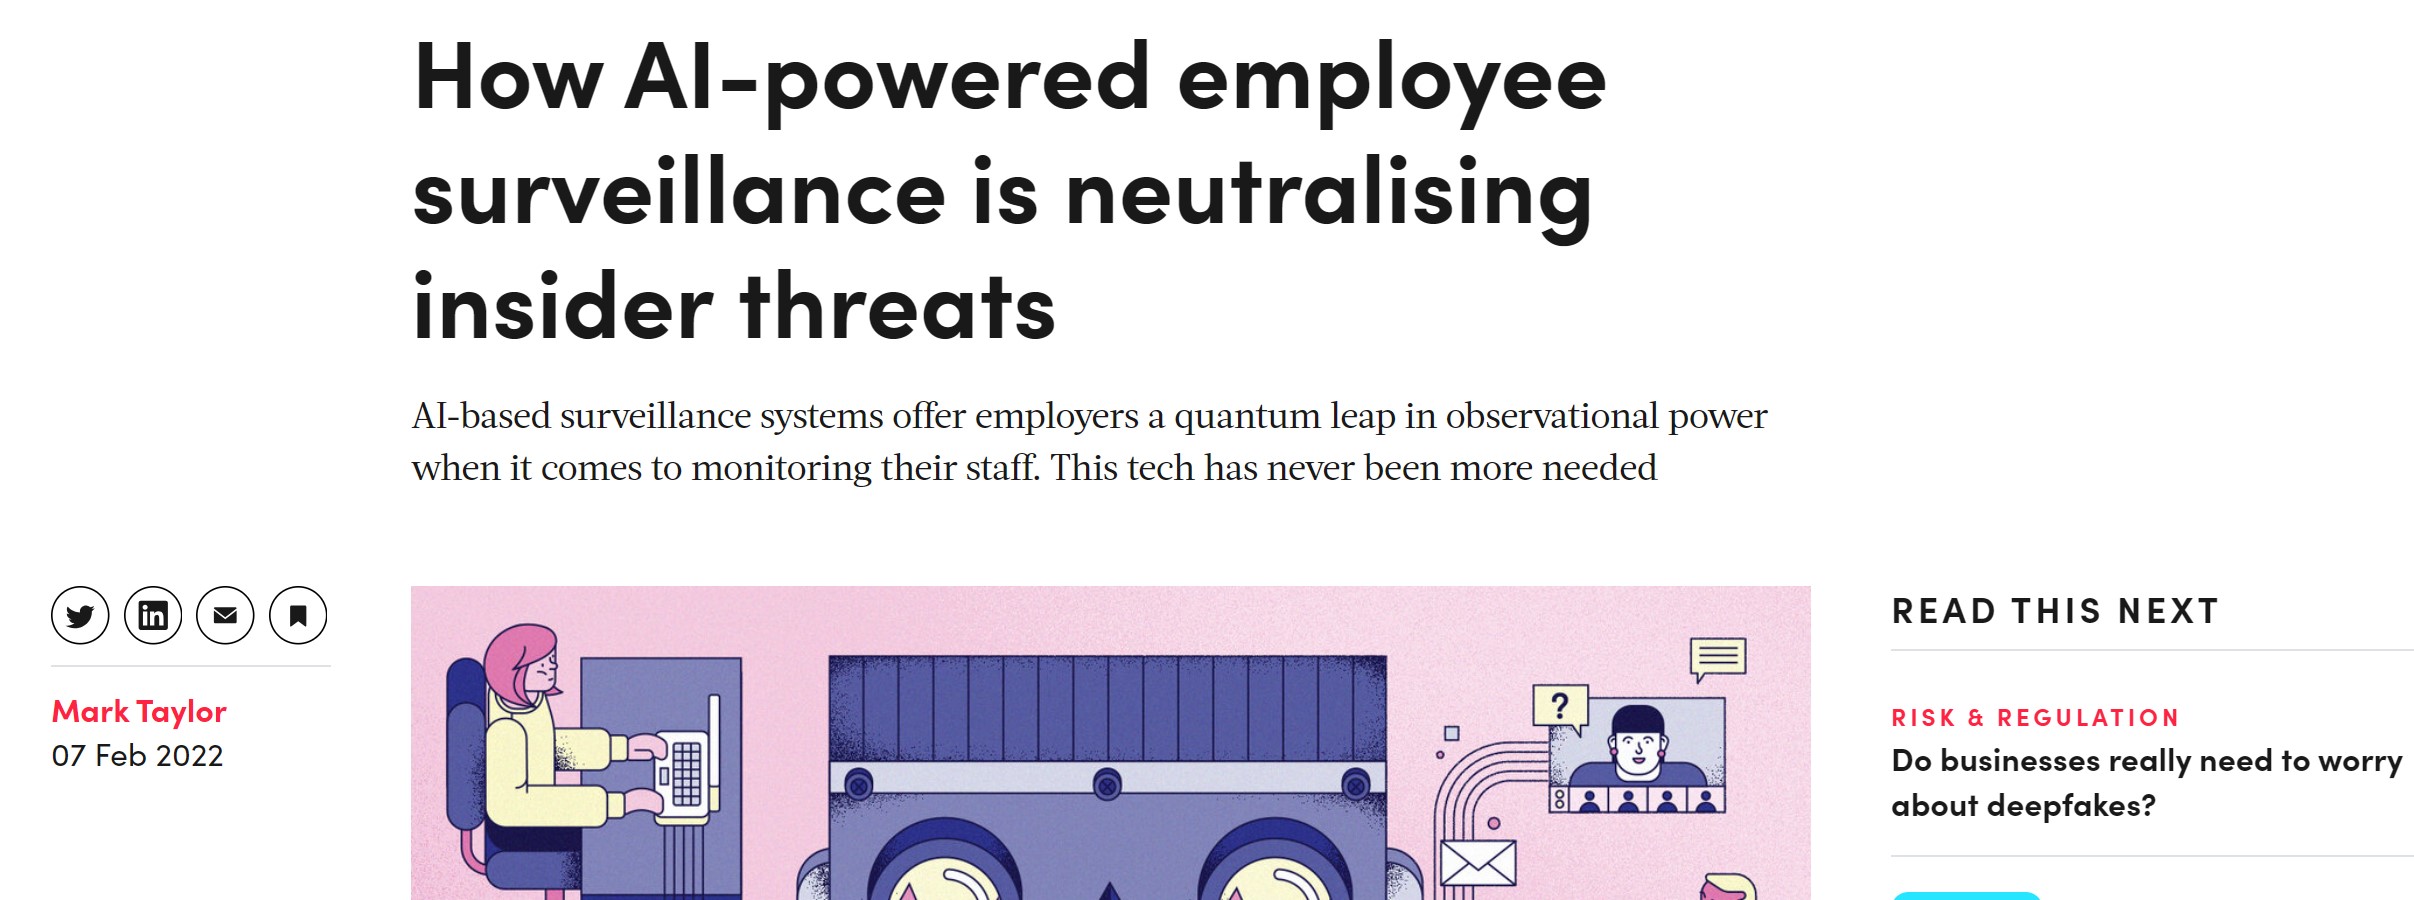 How AI-powered employee
surveillance is neutralising
insider threats
AI-based surveillance systems offer employers a quantum leap in observational power
when it comes to monitoring their staff. This tech has never been more needed
in
Mark Taylor
07 Feb 2022
?
READ THIS NEXT
RISK & REGULATION
Do businesses really need to worry
about deepfakes?